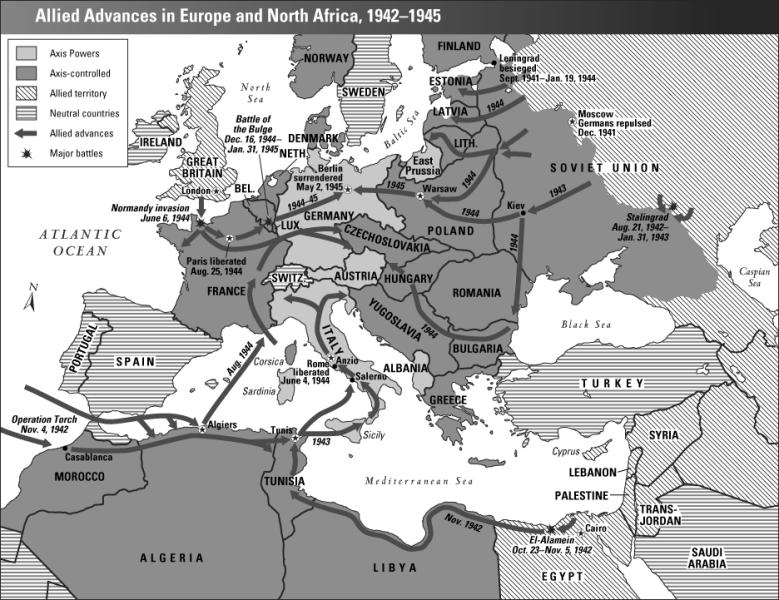 Allied Advances in Europe and North Africa, 1942–1945
Axis Powers
Axis-controlled
Allied territory
Neutral countries
Allied advances
Major battles
NORWAY
FINLAND
Leningrad
besieged
Sept. 1941–Jan. 19, 1944
ESTONIA
North
Sea
SWEDEN
LATVIA
1944
Moscow
Germans repulsed
Dec. 1941
Baltic Sea
Battle of
the Bulge
Dec. 16, 1944–
Jan. 31, 1945
DENMARK
NETH.
LITH.
IRELAND
GREAT
BRITAIN
East
Prussia
SOVIET UNION
Berlin
surrendered
May 2, 1945
1945
Warsaw
1944
1943
London
BEL.
1944–45
Kiev
Normandy invasion
June 6, 1944
GERMANY
1944
Stalingrad
Aug. 21, 1942–
Jan. 31, 1943
LUX
POLAND
ATLANTIC
OCEAN
CZECHOSLOVAKIA
1944
Paris liberated
Aug. 25, 1944
SWITZ.
AUSTRIA
HUNGARY
Caspian
Sea
N
FRANCE
ROMANIA
YUGOSLAVIA
1944
Black Sea
PORTUGAL
SPAIN
Aug. 1944
Corsica
ITALY
Rome
liberated
June 4, 1944
Anzio
Salerno
BULGARIA
ALBANIA
Sardinia
TURKEY
GREECE
Operation Torch
Nov. 4, 1942
Algiers
Tunis
1943
Sicily
SYRIA
Casablanca
Cyprus
MOROCCO
TUNISIA
Mediterranean Sea
LEBANON
PALESTINE
TRANS-
JORDAN
Nov. 1942
Cairo
El-Alamein
Oct. 23–Nov. 5, 1942
ALGERIA
LIBYA
EGYPT
SAUDI
ARABIA